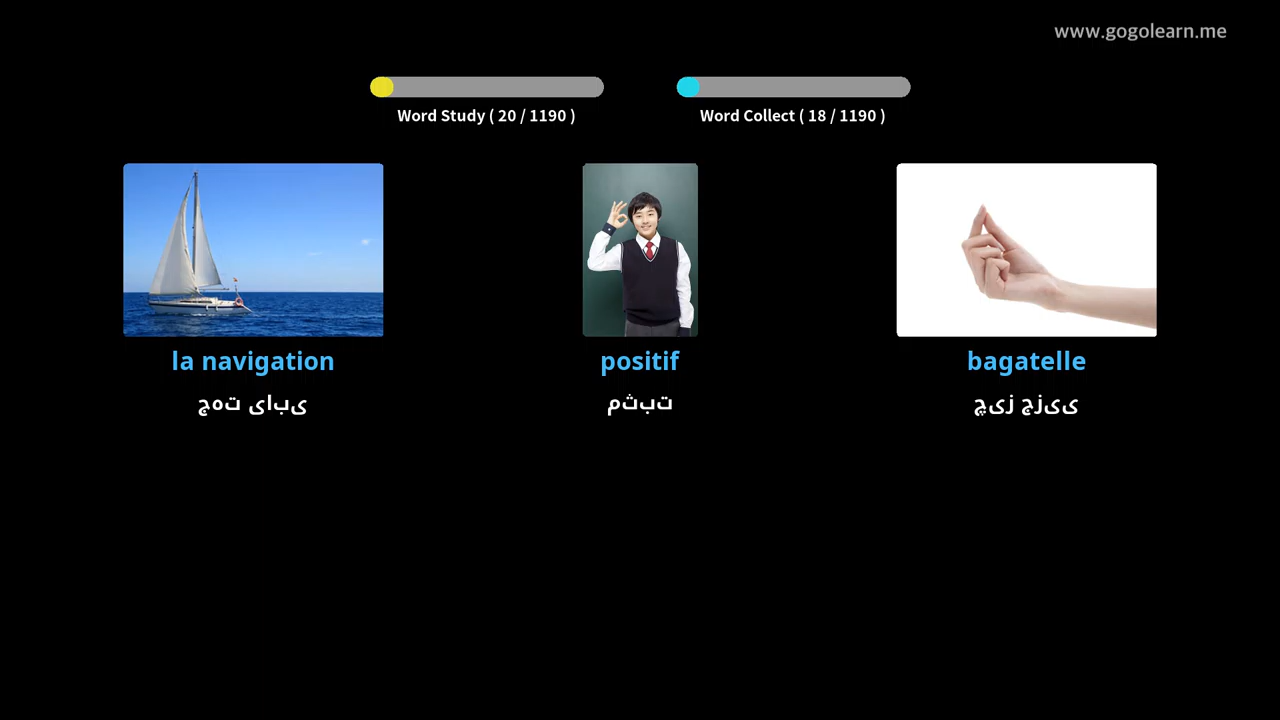 www.gogolearn.me
Word Study ( 20 / 1190 )
Word Collect ( 18 / 1190 )
la navigation
یبای تهج
positif
تبثم
bagatelle
ییزج زیچ